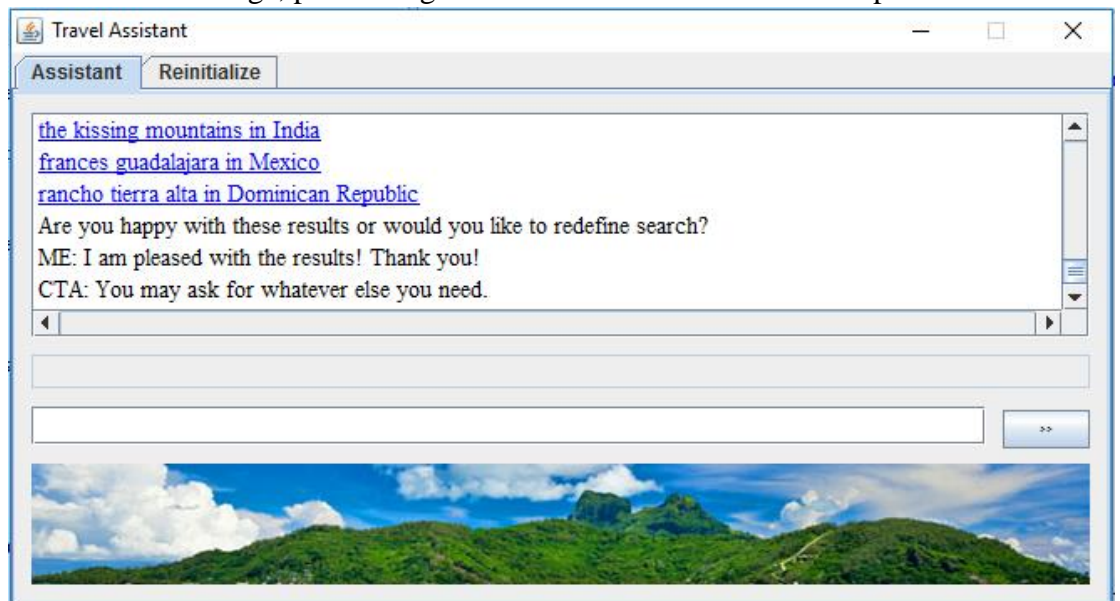 Travel Assistant
Assistant Reinitialize
the kissing mountains in India
frances guadalajara in Mexico
rancho tierra alta in Dominican Republic
Are you happy with these results or would you like to redefine search?
ME: I am pleased with the results! Thank you!
CTA: You may ask for whatever else you need.
>>